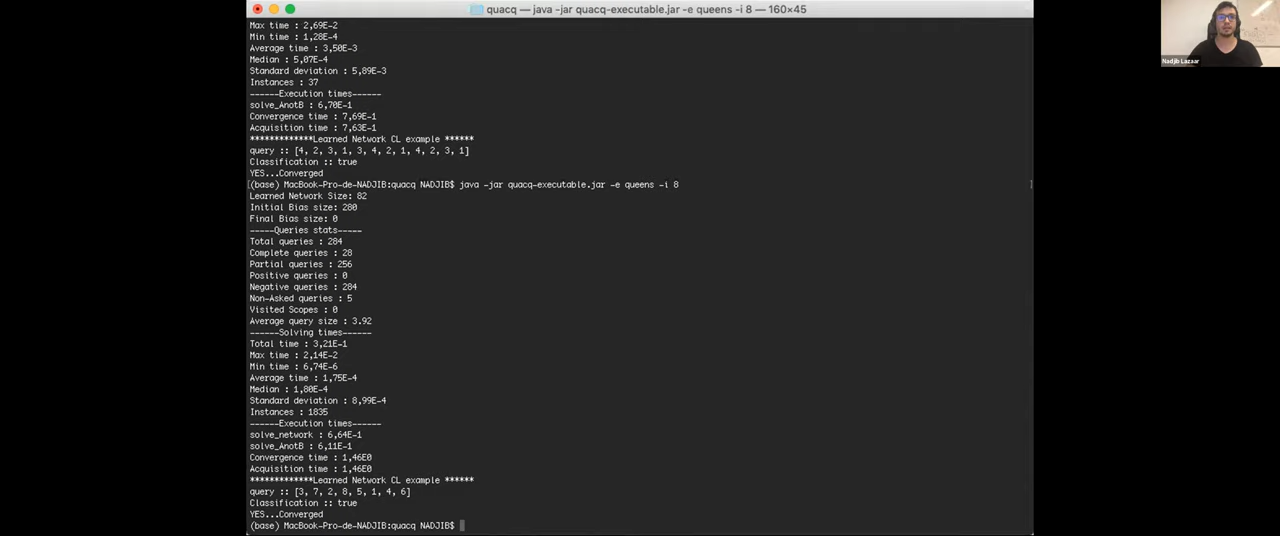 quacq — java -jar quacq-executable.jar -e queens -i 8 — 160×45
Nadjib Lazaar
Max time : 2,69E-2
Min time : 1,28E-4
Average time : 3,50E-3
Median : 5,07E-4
Standard deviation : 5,89E-3
Instances : 37
------Execution times------
solve_AnotB : 6,70E-1
Convergence time : 7,69E-1
Acquisition time : 7,63E-1
*************Learned Network CL example ******
query :: [4, 2, 3, 1, 3, 4, 2, 1, 4, 2, 3, 1]
Classification :: true
YES...Converged
(base) MacBook-Pro-de-NADJIB:quacq NADJIB$ java -jar quacq-executable.jar -e queens -i 8
Learned Network Size: 82
Initial Bias size: 280
Final Bias size: 0
------Queries stats-----
Total queries : 284
Complete queries : 28
Partial queries : 256
Positive queries : 0
Negative queries : 284
Non-Asked queries : 5
Visited Scopes : 0
Average query size : 3.92
------Solving times------
Total time : 3,21E-1
Max time : 2,14E-2
Min time : 6,74E-6
Average time : 1,75E-4
Median : 1,80E-4
Standard deviation : 8,99E-4
Instances : 1835
------Execution times------
solve_network : 6,64E-1
solve_AnotB : 6,11E-1
Convergence time : 1,46E0
Acquisition time : 1,46E0
*************Learned Network CL example ******
query :: [3, 7, 2, 8, 5, 1, 4, 6]
Classification :: true
YES...Converged
(base) MacBook-Pro-de-NADJIB:quacq NADJIB$